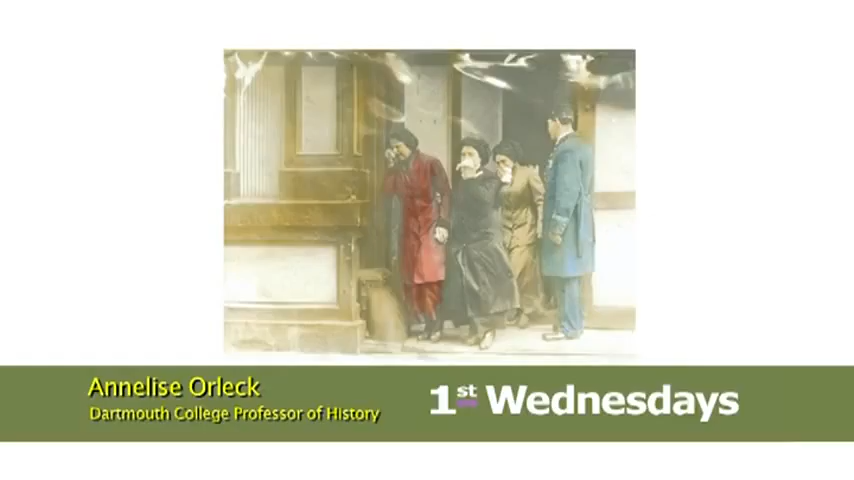 Annelise Orleck
Dartmouth College Professor of History
1st Wednesdays